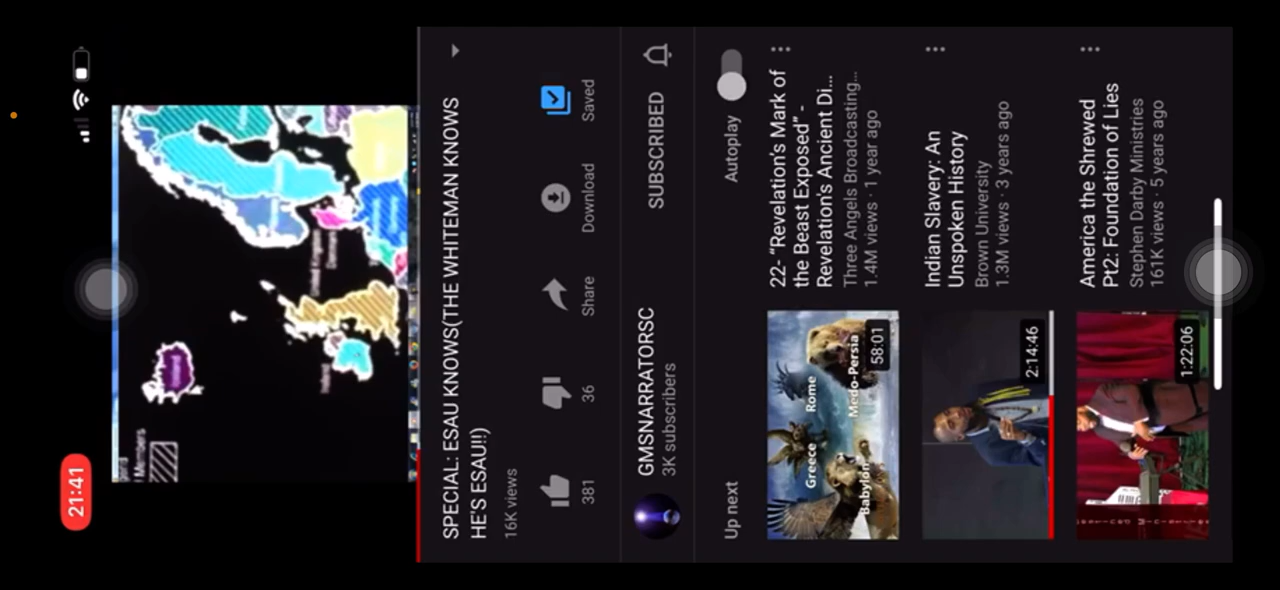 21:41
Members
SPECIAL: ESAU KNOWS(THE WHITEMAN KNOWS
HE'S ESAU!!!)
16K views
381
36
Share
Download
Saved
GMSNARRATORSC
3K subscribers
SUBSCRIBED
Up next
Autoplay
Greece
Rome
Babylon
Medo-Persia
58:01
22- “Revelation's Mark of
the Beast Exposed” -
Revelation's Ancient Di...
Three Angels Broadcasting...
1.4M views · 1 year ago
2:14:46
Indian Slavery: An
Unspoken History
Brown University
1.3M views · 3 years ago
1:22:06
America the Shrewed
Pt2: Foundation of Lies
Stephen Darby Ministries
161K views · 5 years ago